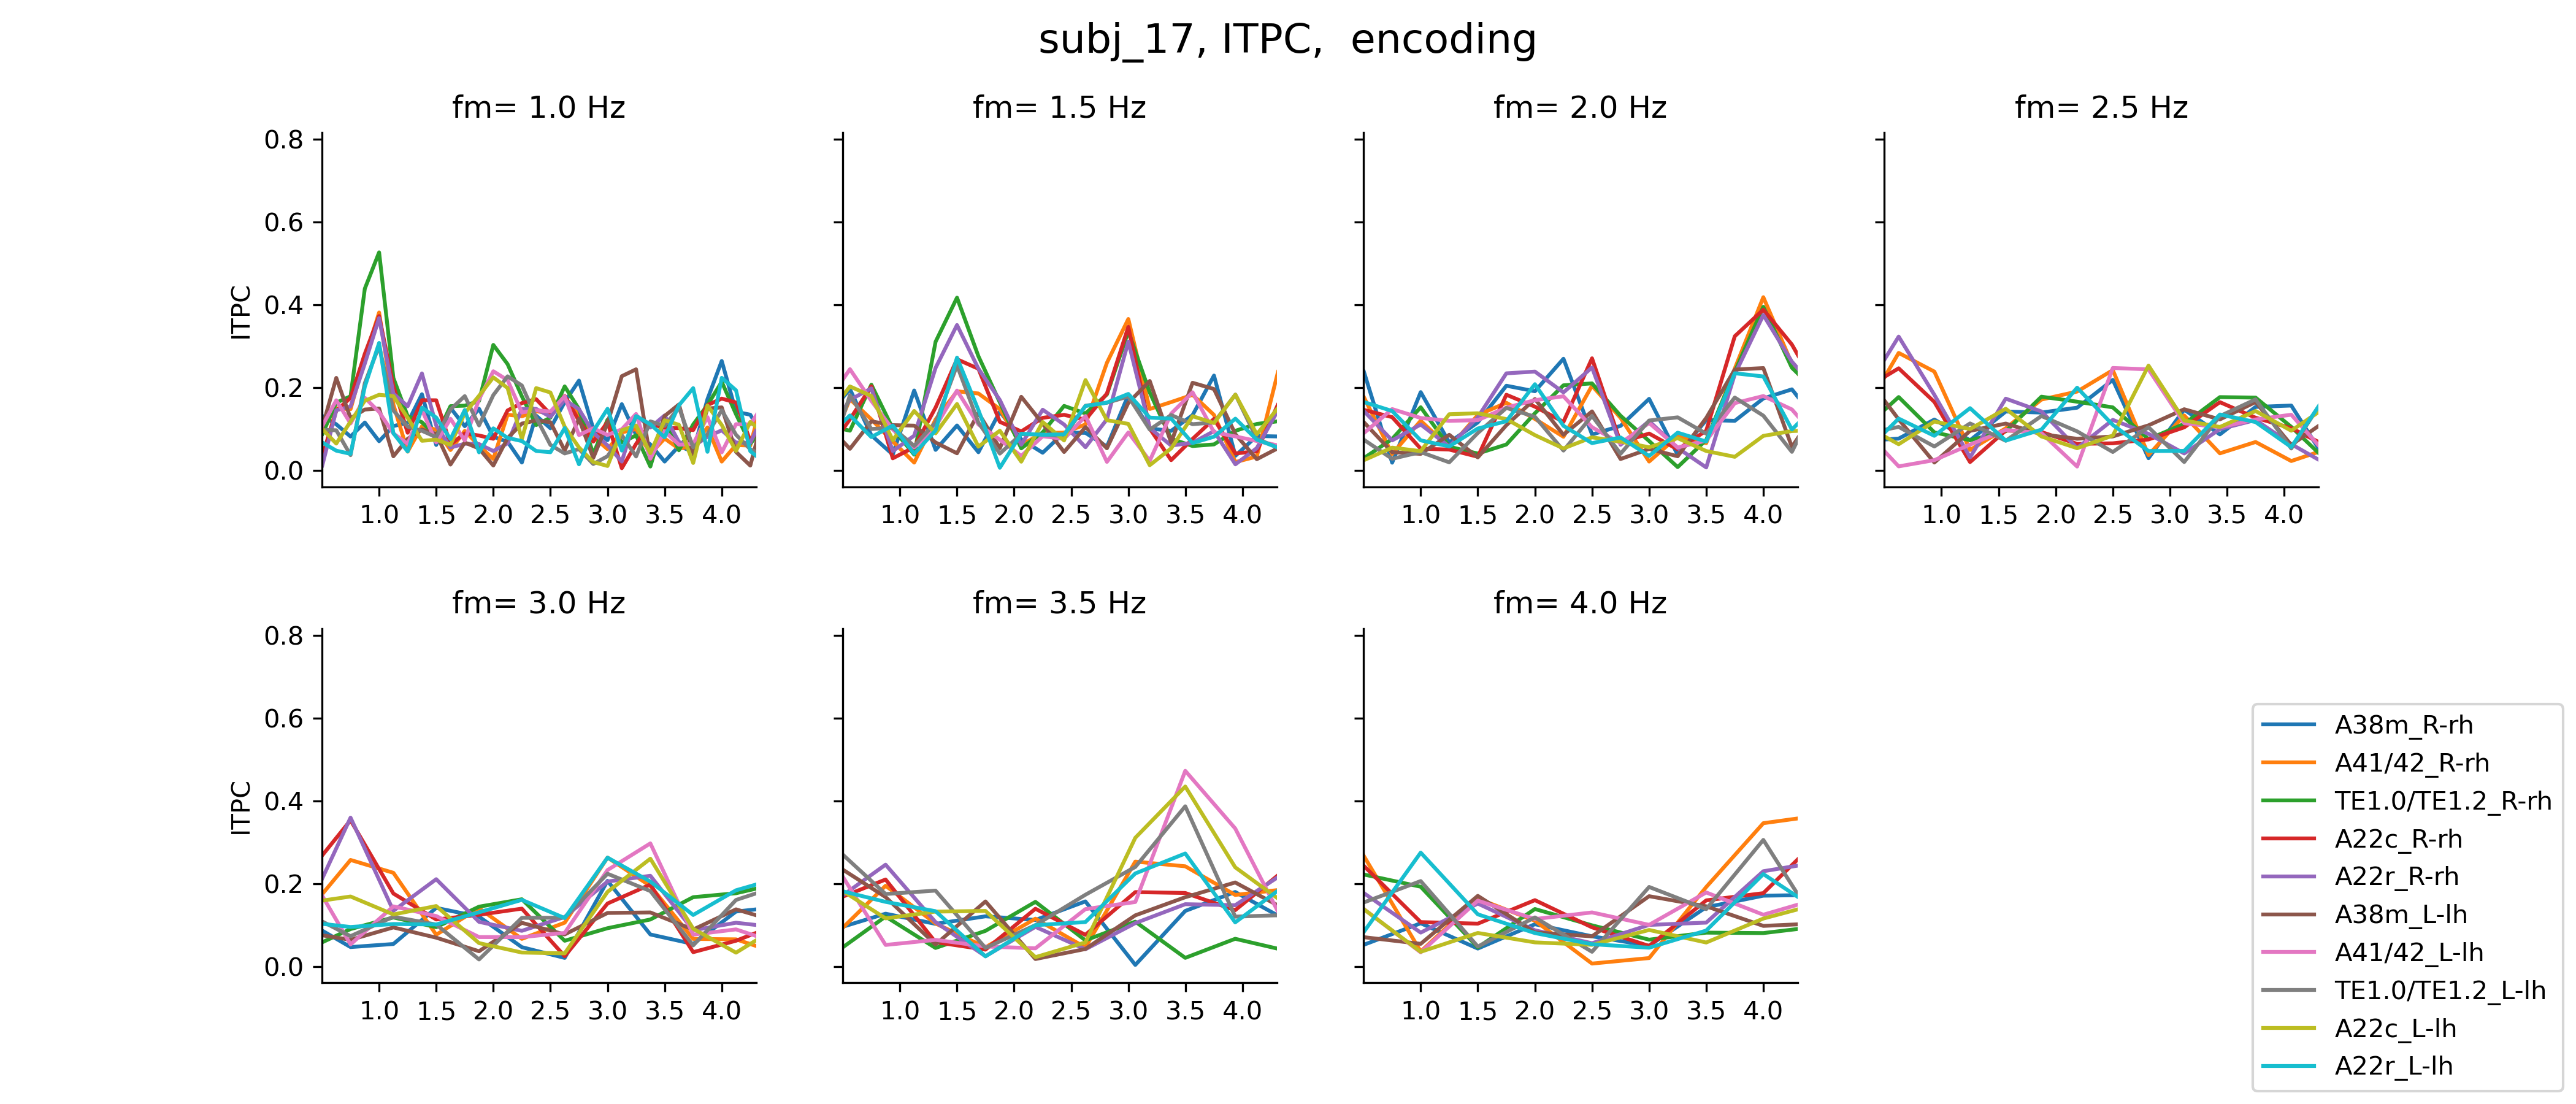 subj_17, ITPC,  encoding
fm= 1.0 Hz
fm= 1.5 Hz
fm= 2.0 Hz
fm= 2.5 Hz
ITPC
0.8
0.6
0.4
0.2
0.0
1.0 1.5 2.0 2.5 3.0 3.5 4.0
1.0 1.5 2.0 2.5 3.0 3.5 4.0
1.0 1.5 2.0 2.5 3.0 3.5 4.0
1.0 1.5 2.0 2.5 3.0 3.5 4.0
fm= 3.0 Hz
fm= 3.5 Hz
fm= 4.0 Hz
ITPC
0.8
0.6
0.4
0.2
0.0
1.0 1.5 2.0 2.5 3.0 3.5 4.0
1.0 1.5 2.0 2.5 3.0 3.5 4.0
1.0 1.5 2.0 2.5 3.0 3.5 4.0
A38m_R-rh
A41/42_R-rh
TE1.0/TE1.2_R-rh
A22c_R-rh
A22r_R-rh
A38m_L-lh
A41/42_L-lh
TE1.0/TE1.2_L-lh
A22c_L-lh
A22r_L-lh